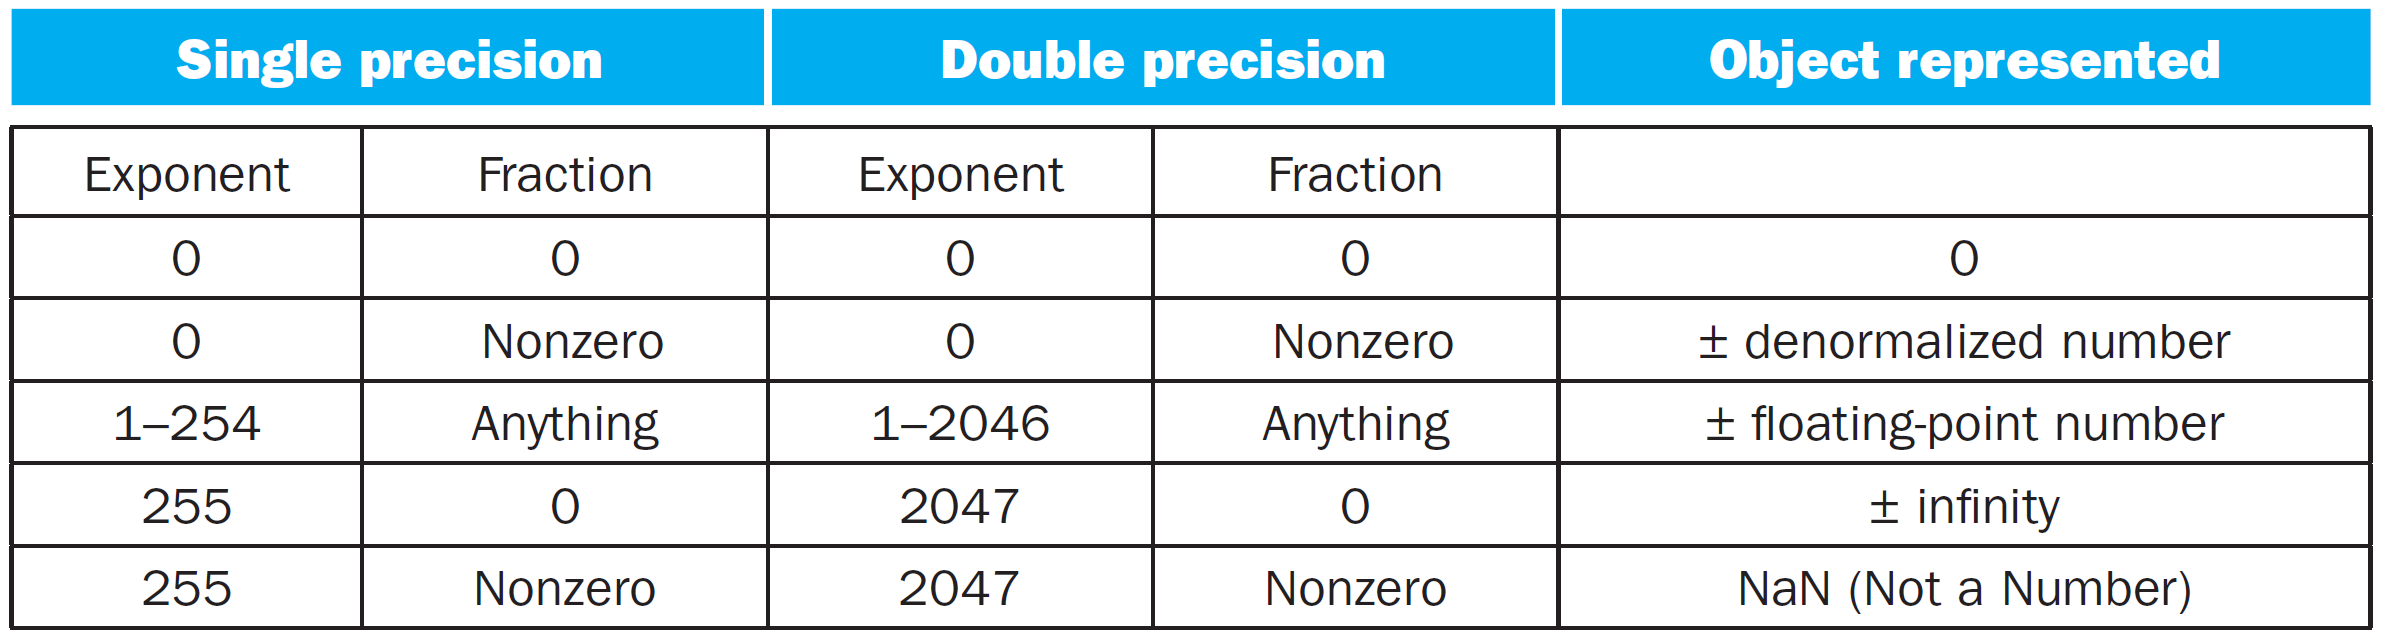 Single precision Double precision Object represented
Exponent Fraction Exponent Fraction
0 0 0 0 0
0 Nonzero 0 Nonzero ± denormalized number
1–254 Anything 1–2046 Anything ± floating-point number
255 0 2047 0 ± infinity
255 Nonzero 2047 Nonzero NaN (Not a Number)